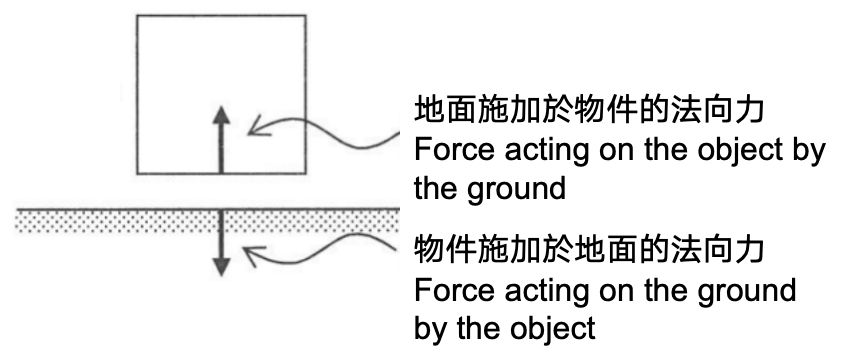 地面施加於物件的法向力
Force acting on the object by
the ground
物件施加於地面的法向力
Force acting on the ground
by the object